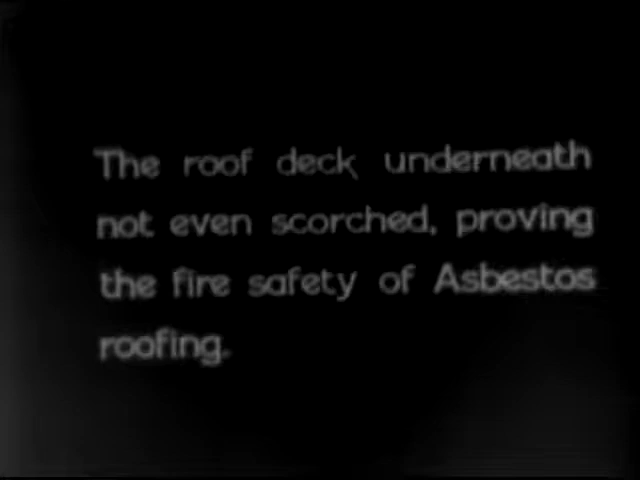 The roof deck underneath
not even scorched, proving
the fire safety of Asbestos
roofing.